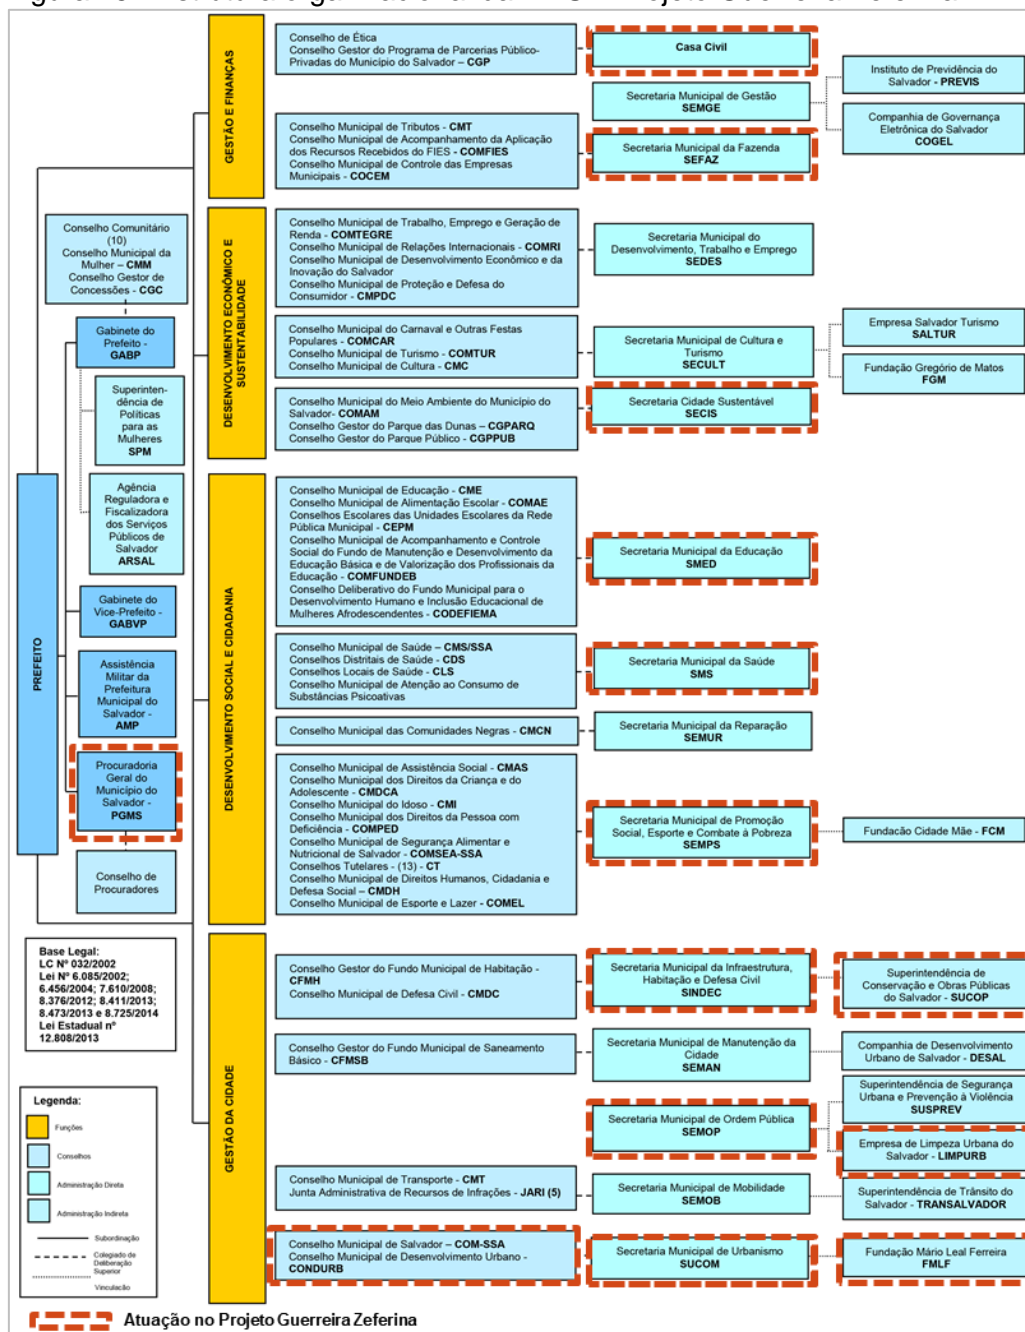 GESTÃO E FINANÇAS
Conselho de Ética
Conselho Gestor do Programa de Parcerias Público-
Privadas do Município do Salvador – CGP
Casa Civil
Secretaria Municipal de Gestão
SEMGE
Instituto de Previdência do
Salvador - PREVIS
Companhia de Governança
Eletrônica do Salvador
COGEL
Conselho Municipal de Tributos - CMT
Conselho Municipal de Acompanhamento da Aplicação
dos Recursos Recebidos do FIES - COMFIES
Conselho Municipal de Controle das Empresas
Municipais - COCEM
Secretaria Municipal da Fazenda
SEFAZ
Conselho Comunitário
(10)
Conselho Municipal da
Mulher – CMM
Conselho Gestor de
Concessões - CGC
Gabinete do
Prefeito -
GABP
Superinten-
dência de
Políticas
para as
Mulheres
SPM
Agência
Reguladora e
Fiscalizadora
dos Serviços
Públicos de
Salvador
ARSAL
PREFEITO
Gabinete do
Vice-Prefeito -
GABVP
Assistência
Militar da
Prefeitura
Municipal do
Salvador -
AMP
Procuradoria
Geral do
Município do
Salvador -
PGMS
Conselho de
Procuradores
DESENVOLVIMENTO ECONÔMICO E
SUSTENTABILIDADE
Conselho Municipal de Trabalho, Emprego e Geração de
Renda - COMTEGRE
Conselho Municipal de Relações Internacionais - COMRI
Conselho Municipal de Desenvolvimento Econômico e da
Inovação do Salvador
Conselho Municipal de Proteção e Defesa do
Consumidor - CMPDC
Secretaria Municipal do
Desenvolvimento, Trabalho e Emprego
SEDES
Conselho Municipal do Carnaval e Outras Festas
Populares - COMCAR
Conselho Municipal de Turismo - COMTUR
Conselho Municipal de Cultura - CMC
Secretaria Municipal de Cultura e
Turismo
SECULT
Empresa Salvador Turismo
SALTUR
Fundação Gregório de Matos
FGM
Conselho Municipal do Meio Ambiente do Município do
Salvador- COMAM
Conselho Gestor do Parque das Dunas – CGPARQ
Conselho Gestor do Parque Público - CGPPUB
Secretaria Cidade Sustentável
SECIS
DESENVOLVIMENTO SOCIAL E CIDADANIA
Conselho Municipal de Educação - CME
Conselho Municipal de Alimentação Escolar - COMAE
Conselhos Escolares das Unidades Escolares da Rede
Pública Municipal - CEPM
Conselho Municipal de Acompanhamento e Controle
Social do Fundo de Manutenção e Desenvolvimento da
Educação Básica e de Valorização dos Profissionais da
Educação - COMFUNDEB
Conselho Deliberativo do Fundo Municipal para o
Desenvolvimento Humano e Inclusão Educacional de
Mulheres Afrodescendentes - CODEFIEMA
Secretaria Municipal da Educação
SMED
Conselho Municipal de Saúde – CMS/SSA
Conselhos Distritais de Saúde - CDS
Conselhos Locais de Saúde - CLS
Conselho Municipal de Atenção ao Consumo de
Substâncias Psicoativas
Secretaria Municipal da Saúde
SMS
Conselho Municipal das Comunidades Negras - CMCN
Secretaria Municipal da Reparação
SEMUR
Conselho Municipal de Assistência Social - CMAS
Conselho Municipal dos Direitos da Criança e do
Adolescente - CMDCA
Conselho Municipal do Idoso - CMI
Conselho Municipal dos Direitos da Pessoa com
Deficiência - COMPED
Conselho Municipal de Segurança Alimentar e
Nutricional de Salvador - COMSEA-SSA
Conselhos Tutelares - (13) - CT
Conselho Municipal de Direitos Humanos, Cidadania e
Defesa Social – CMDH
Conselho Municipal de Esporte e Lazer - COMEL
Secretaria Municipal de Promoção
Social, Esporte e Combate à Pobreza
SEMPS
Fundação Cidade Mãe - FCM
Base Legal:
LC Nº 032/2002
Lei Nº 6.085/2002;
6.456/2004; 7.610/2008;
8.376/2012; 8.411/2013;
8.473/2013 e 8.725/2014
Lei Estadual nº
12.808/2013
GESTÃO DA CIDADE
Conselho Gestor do Fundo Municipal de Habitação -
CFMH
Conselho Municipal de Defesa Civil - CMDC
Secretaria Municipal da Infraestrutura,
Habitação e Defesa Civil
SINDEC
Superintendência de
Conservação e Obras Públicas
do Salvador - SUCOP
Conselho Gestor do Fundo Municipal de Saneamento
Básico - CFMSB
Secretaria Municipal de Manutenção da
Cidade
SEMAN
Companhia de Desenvolvimento
Urbano de Salvador - DESAL
Secretaria Municipal de Ordem Pública
SEMOP
Superintendência de Segurança
Urbana e Prevenção à Violência
SUSPREV
Empresa de Limpeza Urbana do
Salvador - LIMPURB
Conselho Municipal de Transporte - CMT
Junta Administrativa de Recursos de Infrações - JARI (5)
Secretaria Municipal de Mobilidade
SEMOB
Superintendência de Trânsito do
Salvador - TRANSALVADOR
Conselho Municipal de Salvador – COM-SSA
Conselho Municipal de Desenvolvimento Urbano -
CONDURB
Secretaria Municipal de Urbanismo
SUCOM
Fundação Mário Leal Ferreira
FMLF
Legenda:
Funções
Conselhos
Administração Direta
Administração Indireta
Subordinação
Colegiado de
Deliberação
Superior
Vinculação
Atuação no Projeto Guerreira Zeferina